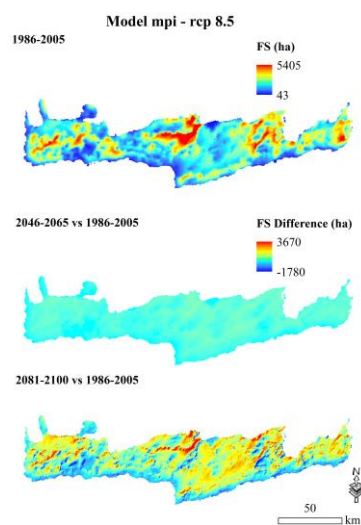 Model mpi - rcp 8.5
1986-2005
FS (ha)
5405
43
2046-2065 vs 1986-2005
FS Difference (ha)
3670
-1780
2081-2100 vs 1986-2005
N
50
km